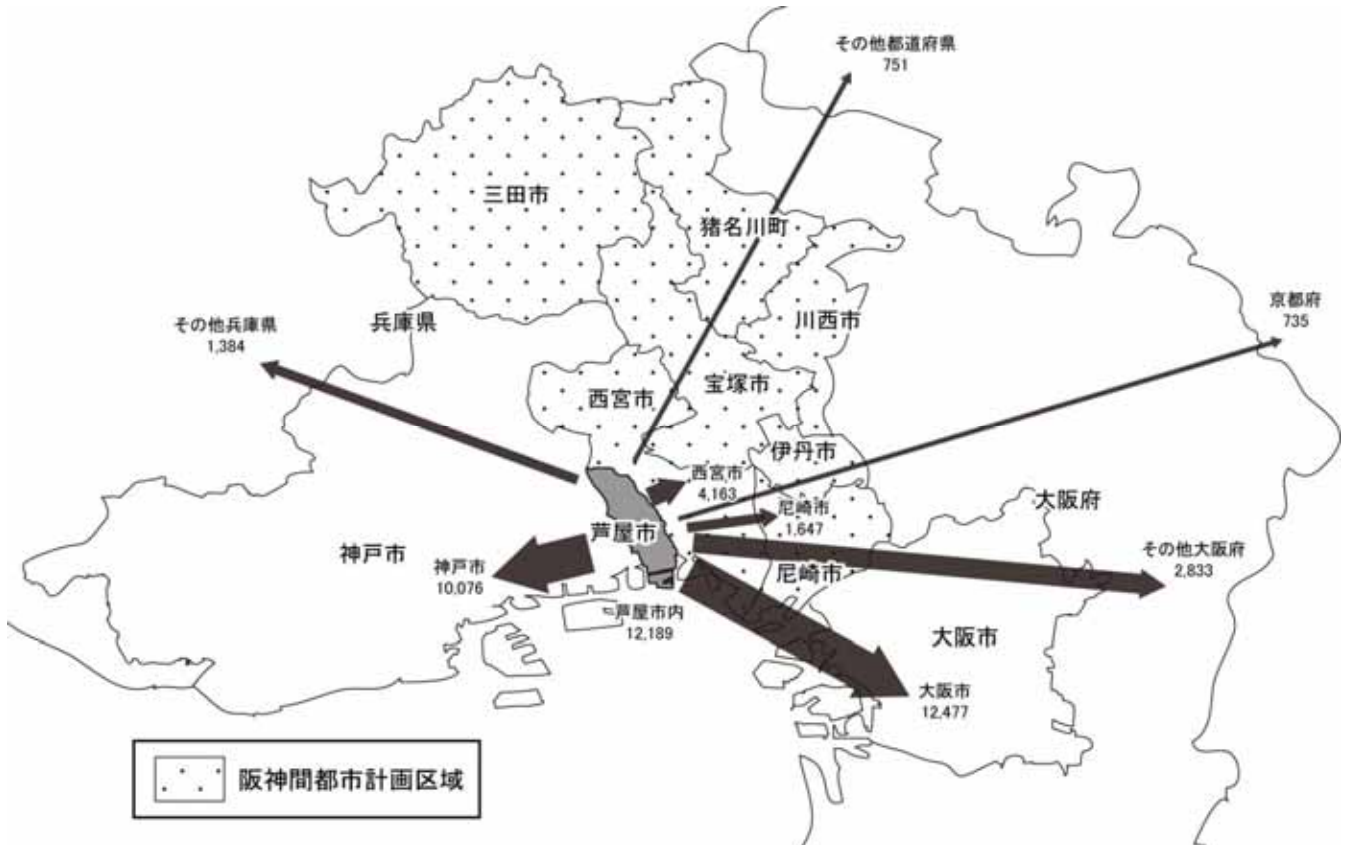 その他都道府県
751
三田市
猪名川町
京都府
735
川西市
その他兵庫県
1,384
兵庫県
宝塚市
西宮市
伊丹市
西宮市
4,163
大阪府
尼崎市
1,647
芦屋市
神戸市
その他大阪府
2,833
神戸市
10,076
尼崎市
芦屋市内
12,189
大阪市
大阪市
12,477
阪神間都市計画区域